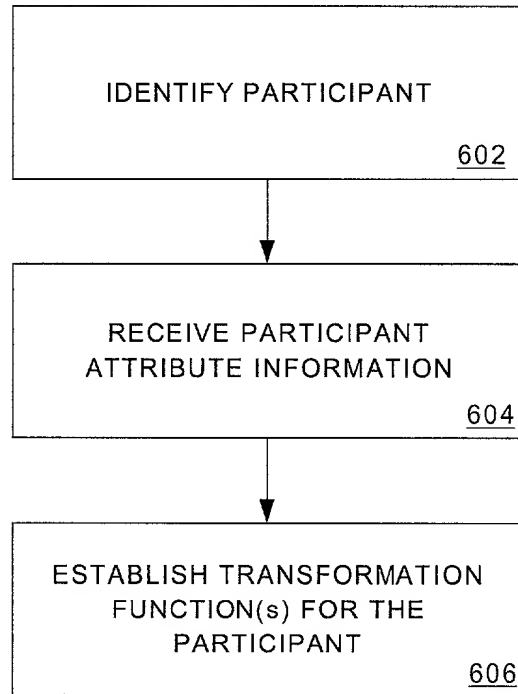 IDENTIFY PARTICIPANT
602
RECEIVE PARTICIPANT
ATTRIBUTE INFORMATION
604
ESTABLISH TRANSFORMATION
FUNCTION(s) FOR THE
PARTICIPANT
606